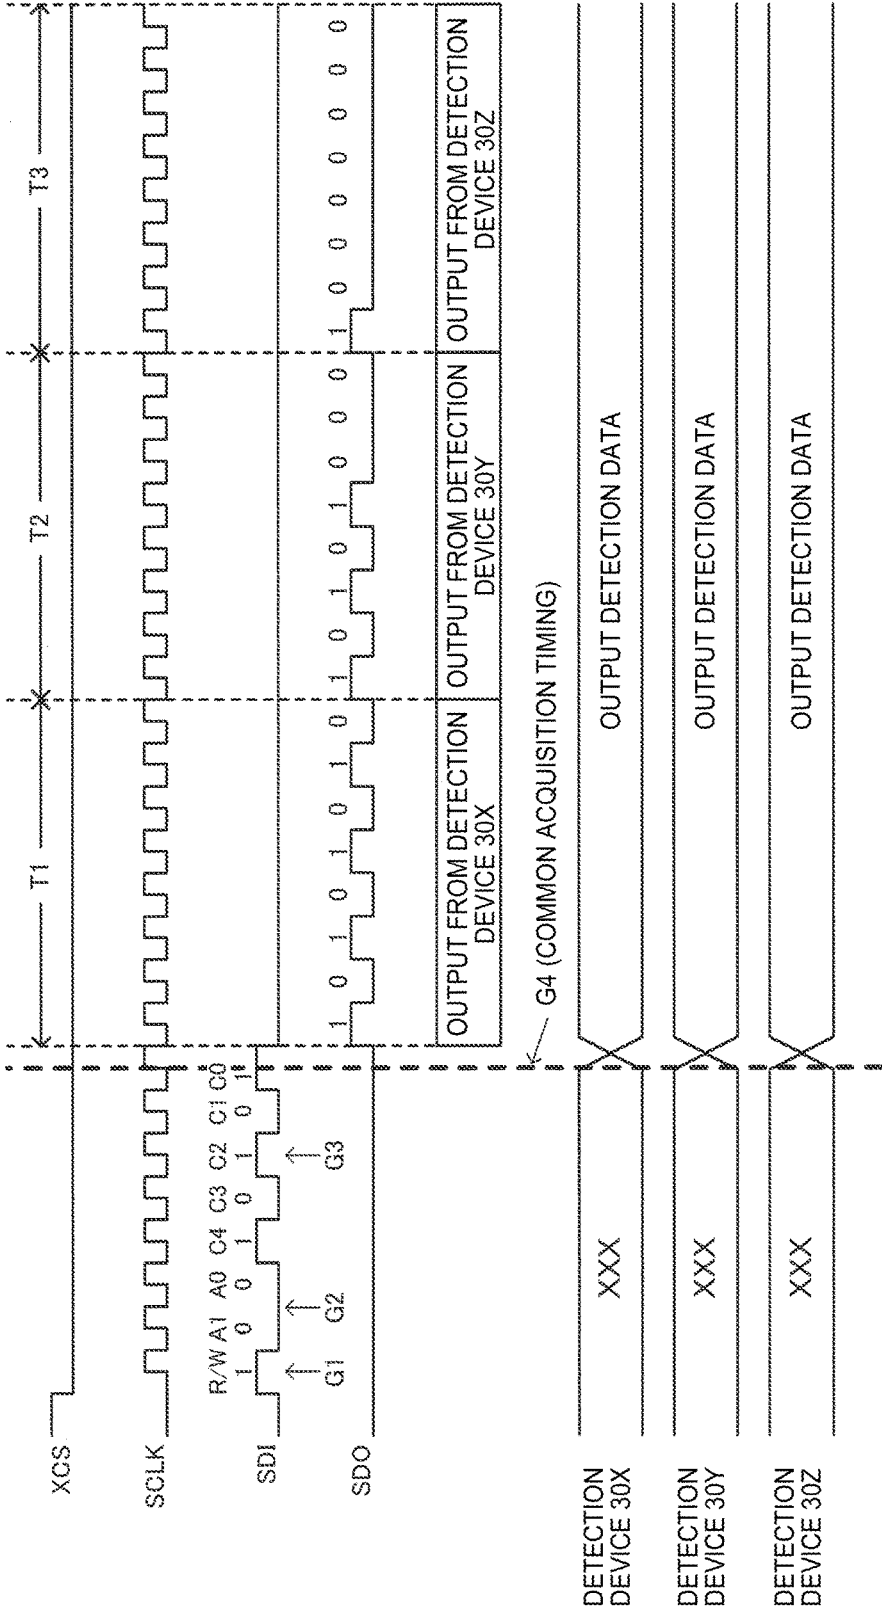 T1
T2
T3
XCS
SCLK
R/W A1 A0 C4 C3 C2 C1 C0
1 0 0 1 0 1 0 1
SDI
G1
G2
G3
1 0 1 0 1 0 1 0
1 0 1 0 1 0 0 0
1 0 0 0 0 0 0 0
SDO
OUTPUT FROM DETECTION
DEVICE 30X
OUTPUT FROM DETECTION
DEVICE 30Y
OUTPUT FROM DETECTION
DEVICE 30Z
G4 (COMMON ACQUISITION TIMING)
DETECTION
DEVICE 30X
XXX
OUTPUT DETECTION DATA
DETECTION
DEVICE 30Y
XXX
OUTPUT DETECTION DATA
DETECTION
DEVICE 30Z
XXX
OUTPUT DETECTION DATA